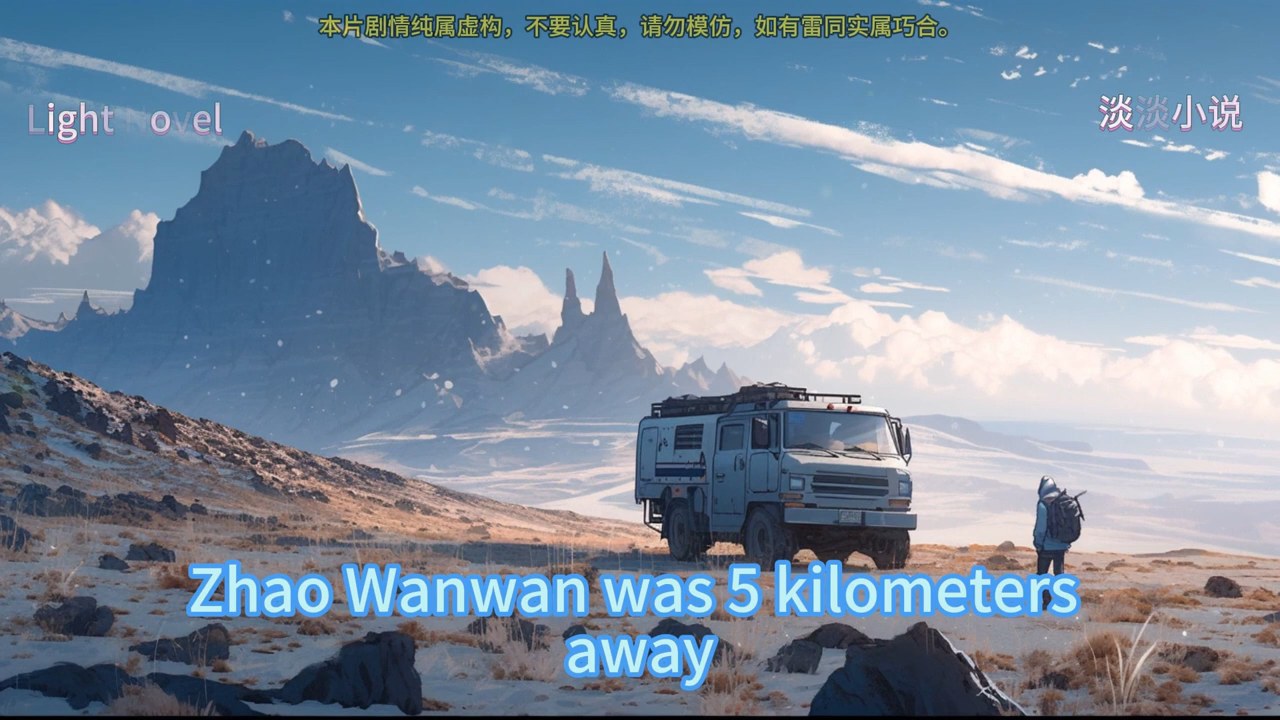 本片剧情纯属虚构，不要认真，请勿模仿，如有雷同实属巧合。
Light ovel
淡淡小说
Zhao Wanwan was 5 kilometers
away